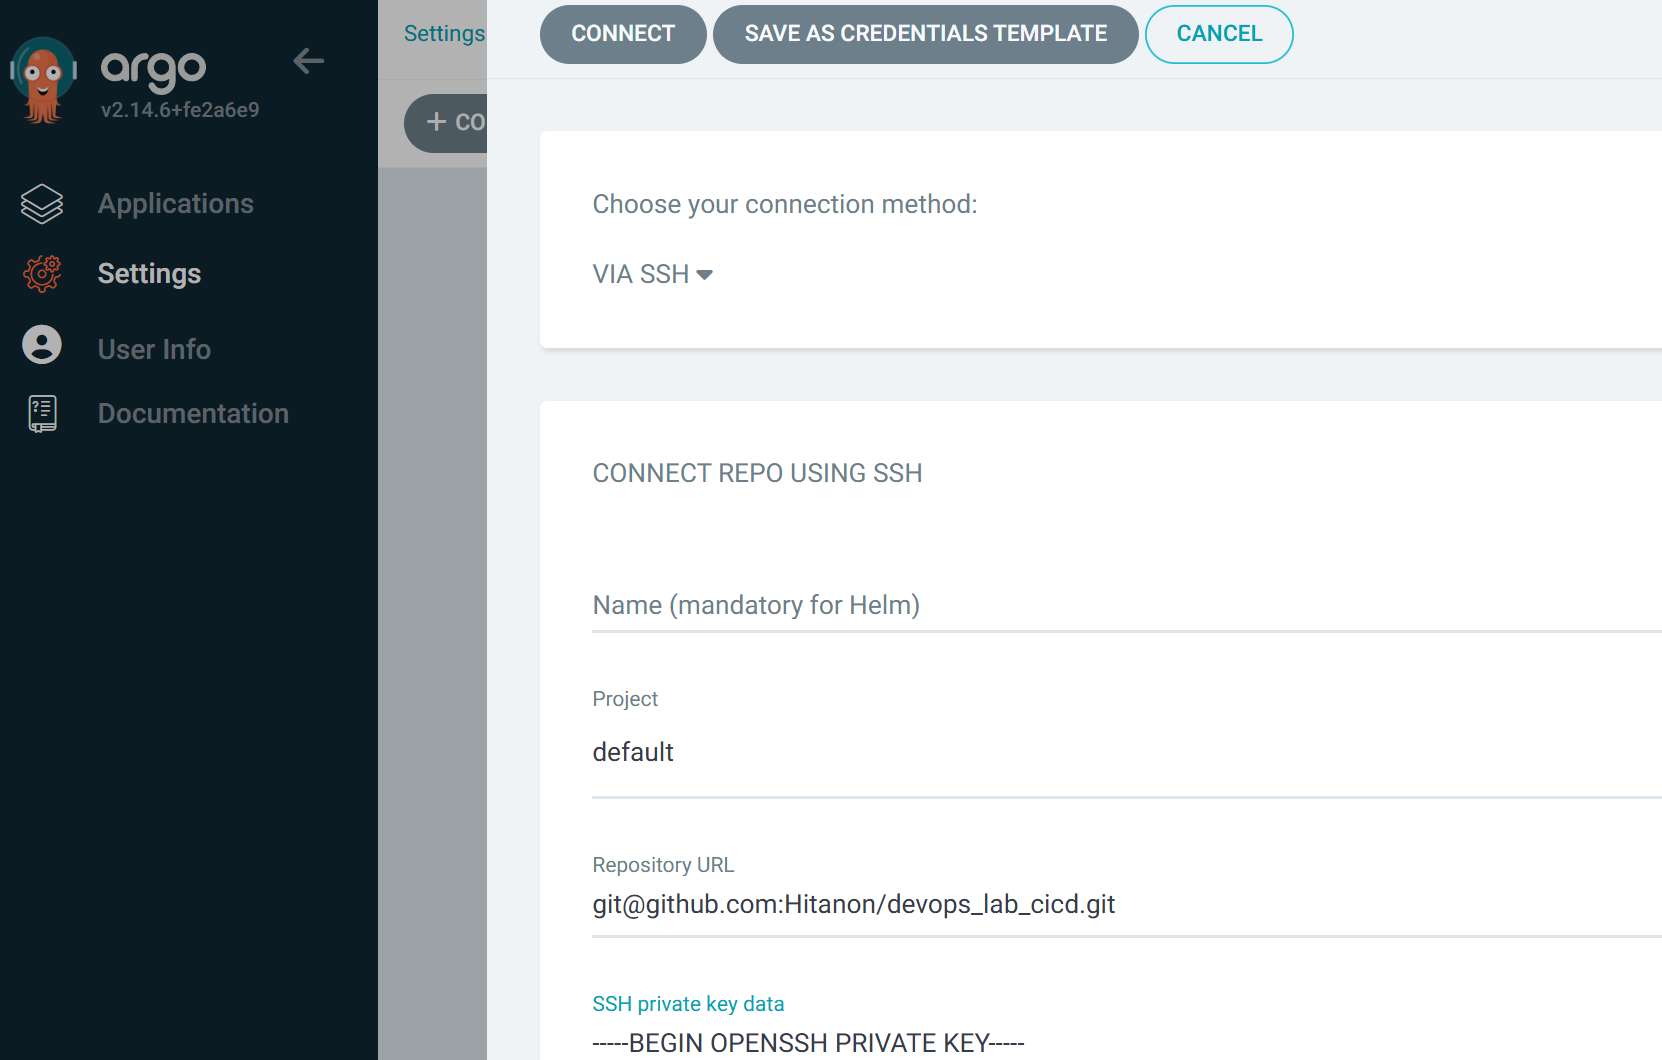 argo
v2.14.6+fe2a6e9
Applications
Settings
User Info
Documentation
Settings
+ CO
CONNECT
SAVE AS CREDENTIALS TEMPLATE
CANCEL
Choose your connection method:
VIA SSH
CONNECT REPO USING SSH
Name (mandatory for Helm)
Project
default
Repository URL
git@github.com:Hitanon/devops_lab_cicd.git
SSH private key data
-----BEGIN OPENSSH PRIVATE KEY-----